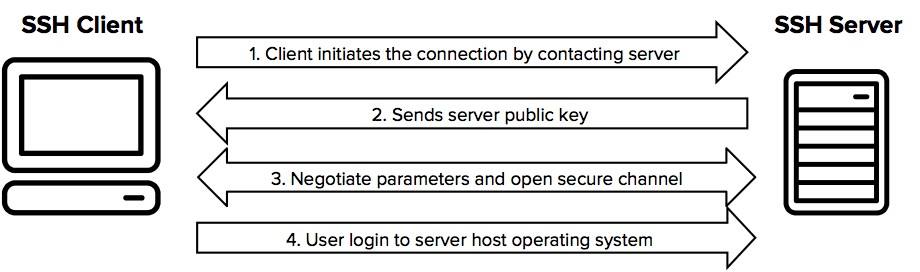 SSH Client
SSH Server
1. Client initiates the connection by contacting server
2. Sends server public key
3. Negotiate parameters and open secure channel
4. User login to server host operating system